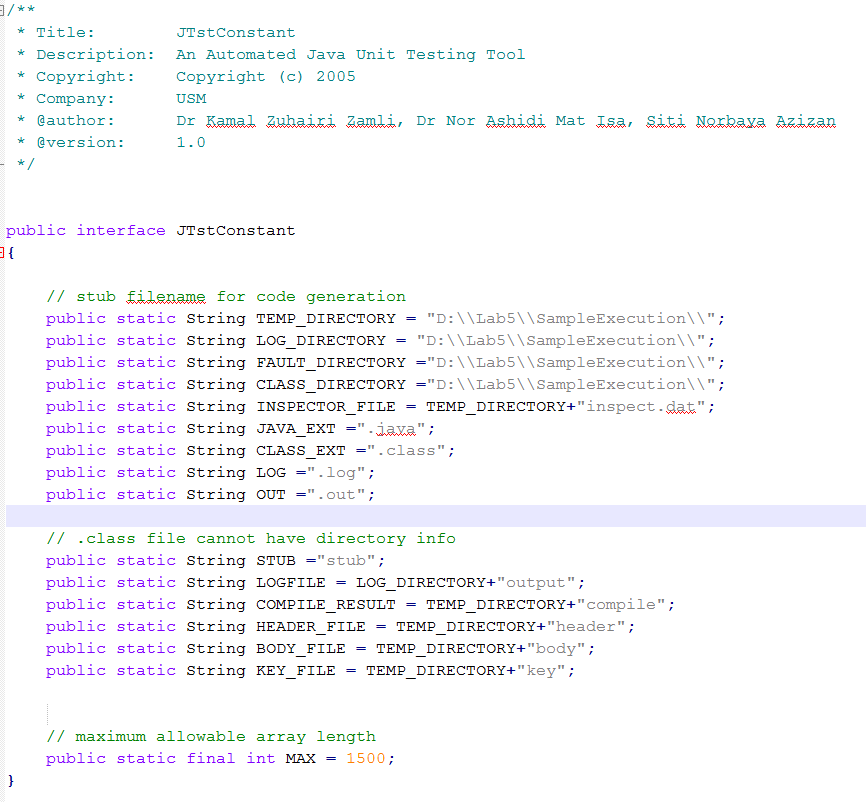 /**
 * Title:        JTstConstant
 * Description:  An Automated Java Unit Testing Tool
 * Copyright:    Copyright (c) 2005
 * Company:      USM
 * @author:      Dr Kamal Zuhairi Zamli, Dr Nor Ashidi Mat Isa, Siti Norbaya Azizan
 * @version:     1.0
 */
public interface JTstConstant
{
    // stub filename for code generation
    public static String TEMP_DIRECTORY = "D:\\Lab5\\SampleExecution\\";
    public static String LOG_DIRECTORY = "D:\\Lab5\\SampleExecution\\";
    public static String FAULT_DIRECTORY ="D:\\Lab5\\SampleExecution\\";
    public static String CLASS_DIRECTORY ="D:\\Lab5\\SampleExecution\\";
    public static String INSPECTOR_FILE = TEMP_DIRECTORY+"inspect.dat";
    public static String JAVA_EXT =".java";
    public static String CLASS_EXT =".class";
    public static String LOG =".log";
    public static String OUT =".out";
    // .class file cannot have directory info
    public static String STUB ="stub";
    public static String LOGFILE = LOG_DIRECTORY+"output";
    public static String COMPILE_RESULT = TEMP_DIRECTORY+"compile";
    public static String HEADER_FILE = TEMP_DIRECTORY+"header";
    public static String BODY_FILE = TEMP_DIRECTORY+"body";
    public static String KEY_FILE = TEMP_DIRECTORY+"key";
    // maximum allowable array length
    public static final int MAX = 1500;
}